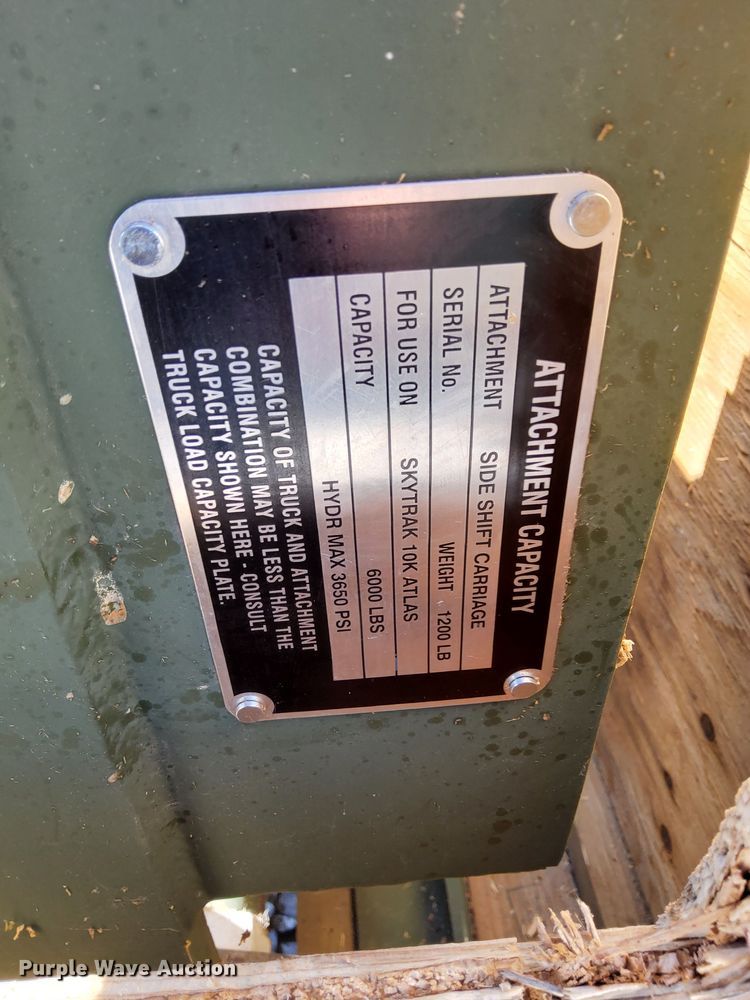 ATTACHMENT CAPACITY
ATTACHMENT SIDE SHIFT CARRIAGE
SERIAL No. WEIGHT 1200 LB
FOR USE ON SKYTRAK 10K ATLAS
CAPACITY 6000 LBS
HYDR MAX 3650 PSI
CAPACITY OF TRUCK AND ATTACHMENT
COMBINATION MAY BE LESS THAN THE
CAPACITY SHOWN HERE - CONSULT
TRUCK LOAD CAPACITY PLATE.
Purple Wave Auction